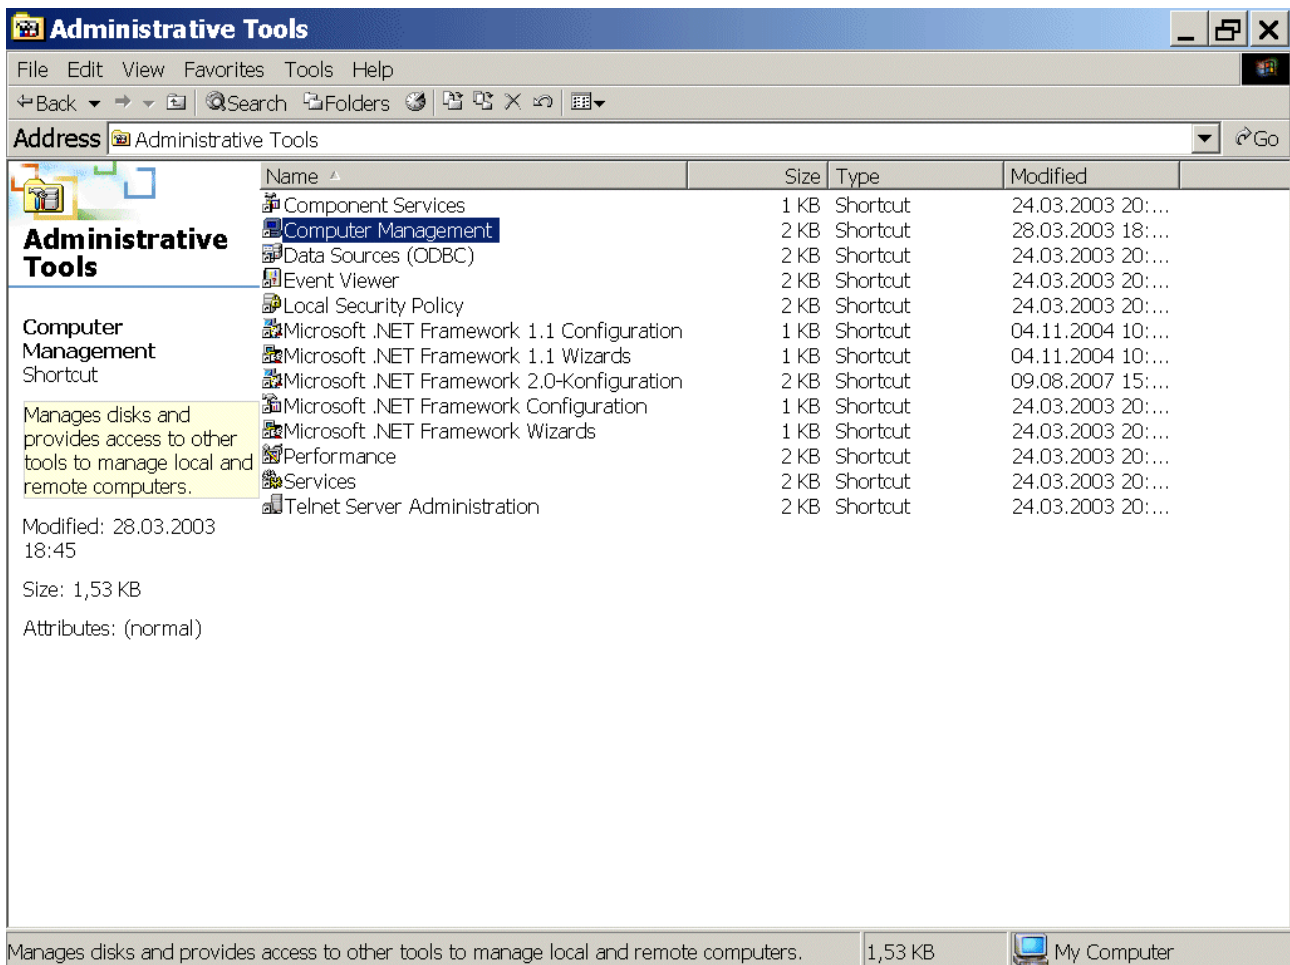 Administrative Tools
File Edit View Favorites Tools Help
Back Search Folders
Address Administrative Tools Go
Administrative
Tools
Computer
Management
Shortcut
Manages disks and
provides access to other
tools to manage local and
remote computers.
Modified: 28.03.2003
18:45
Size: 1,53 KB
Attributes: (normal)
Name Size Type Modified
Component Services 1 KB Shortcut 24.03.2003 20:...
Computer Management 2 KB Shortcut 28.03.2003 18:...
Data Sources (ODBC) 2 KB Shortcut 24.03.2003 20:...
Event Viewer 2 KB Shortcut 24.03.2003 20:...
Local Security Policy 2 KB Shortcut 24.03.2003 20:...
Microsoft .NET Framework 1.1 Configuration 1 KB Shortcut 04.11.2004 10:...
Microsoft .NET Framework 1.1 Wizards 1 KB Shortcut 04.11.2004 10:...
Microsoft .NET Framework 2.0-Konfiguration 2 KB Shortcut 09.08.2007 15:...
Microsoft .NET Framework Configuration 1 KB Shortcut 24.03.2003 20:...
Microsoft .NET Framework Wizards 1 KB Shortcut 24.03.2003 20:...
Performance 2 KB Shortcut 24.03.2003 20:...
Services 2 KB Shortcut 24.03.2003 20:...
Telnet Server Administration 2 KB Shortcut 24.03.2003 20:...
Manages disks and provides access to other tools to manage local and remote computers. 1,53 KB My Computer